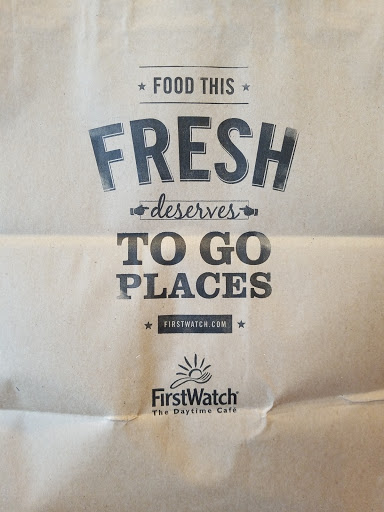 FOOD THIS
FRESH
deserves
TO GO
PLACES
FIRSTWATCH.COM
FirstWatch
The Daytime Café